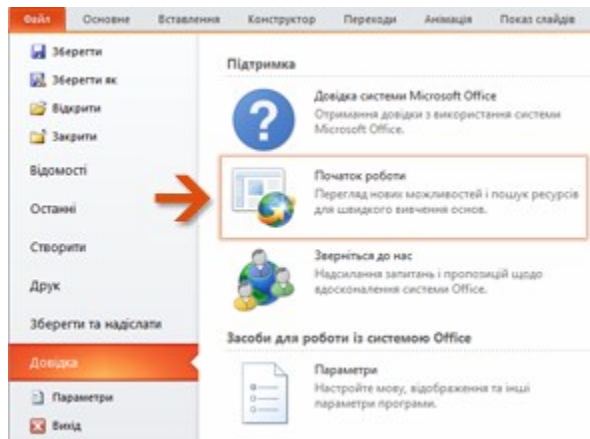 Файл Основне Вставлення Конструктор Переходи Анімація Показ слайдів
Зберегти
Зберегти як
Відкрити
Закрити
Відомості
Останні
Створити
Друк
Зберегти та надіслати
Довідка
Параметри
Вихід
Підтримка
Довідка системи Microsoft Office
Отримання довідки з використання системи
Microsoft Office.
Початок роботи
Перегляд нових можливостей і пошук ресурсів
для швидкого вивчення основ.
Зверніться до нас
Надсилання запитань і пропозицій щодо
вдосконалення системи Office.
Засоби для роботи із системою Office
Параметри
Настройте мову, відображення та інші
параметри програми.